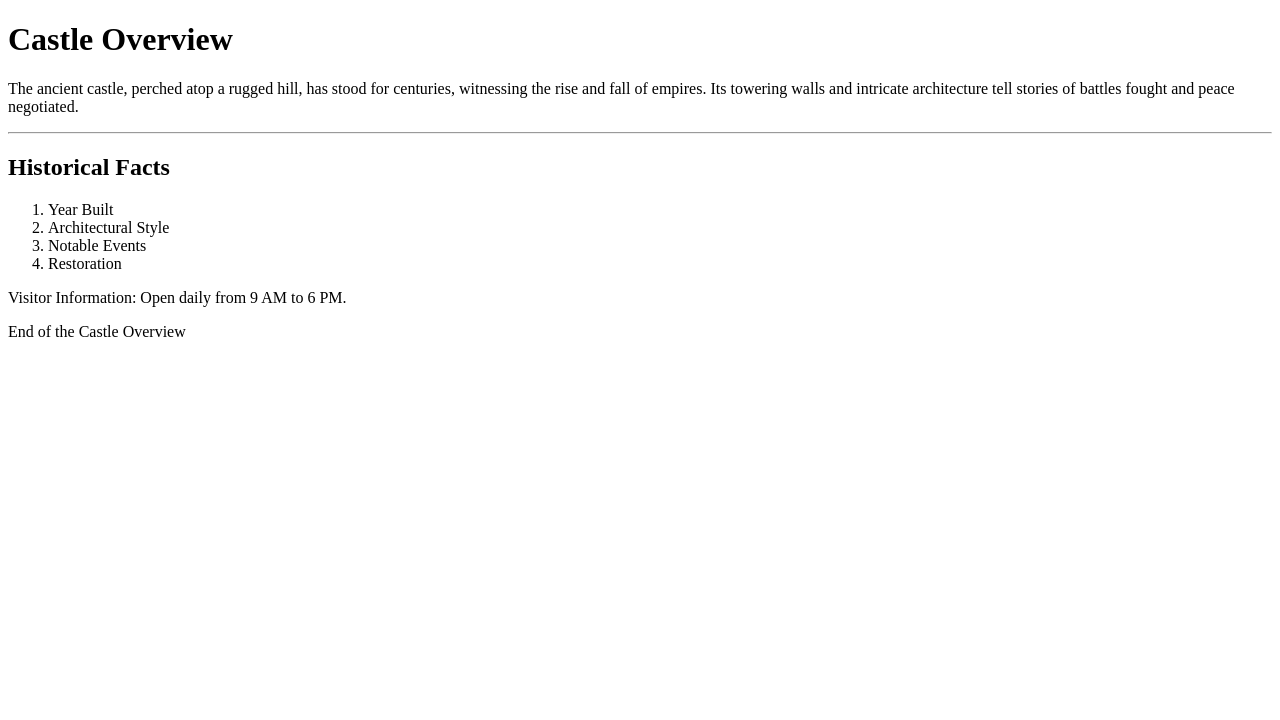 Castle Overview
The ancient castle, perched atop a rugged hill, has stood for centuries, witnessing the rise and fall of empires. Its towering walls and intricate architecture tell stories of battles fought and peace
negotiated.
Historical Facts
1. Year Built
2. Architectural Style
3. Notable Events
4. Restoration
Visitor Information: Open daily from 9 AM to 6 PM.
End of the Castle Overview